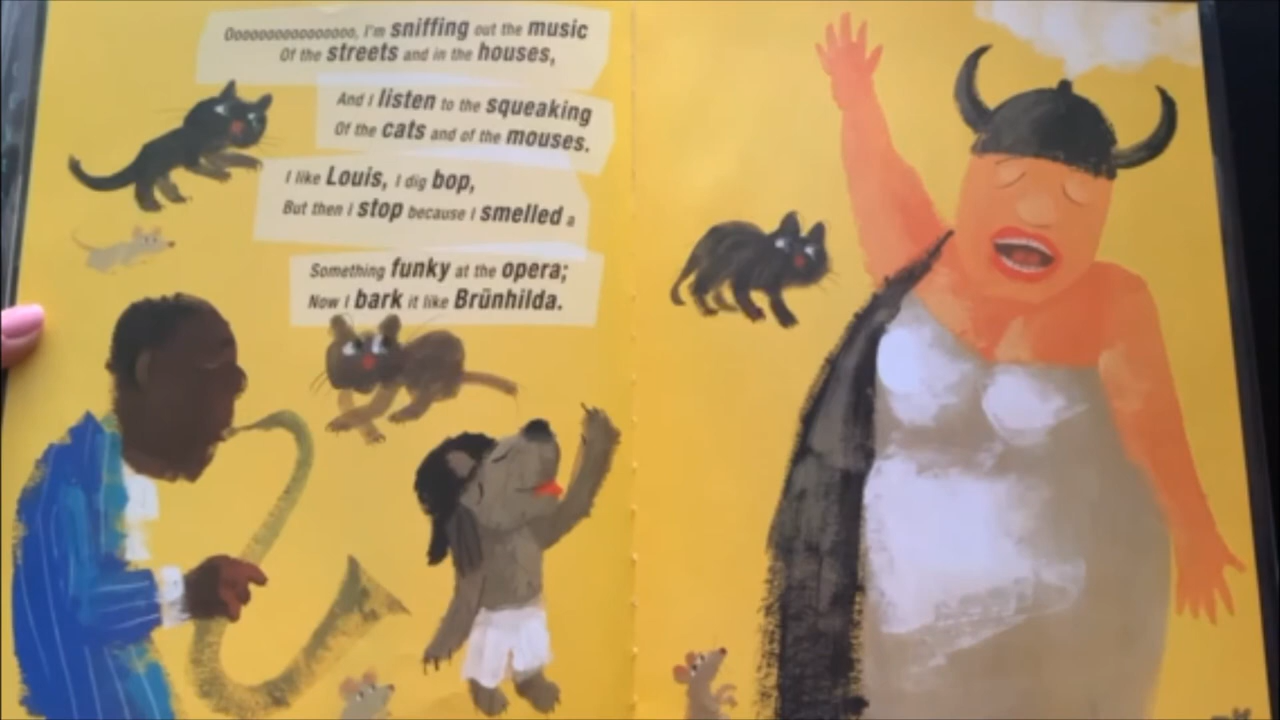 Oooooooooooooooo, I'm sniffing out the music
Of the streets and in the houses,
And I listen to the squeaking
Of the cats and of the mouses.
I like Louis, I dig bop,
But then I stop because I smelled a
Something funky at the opera;
Now I bark it like Brünhilda.